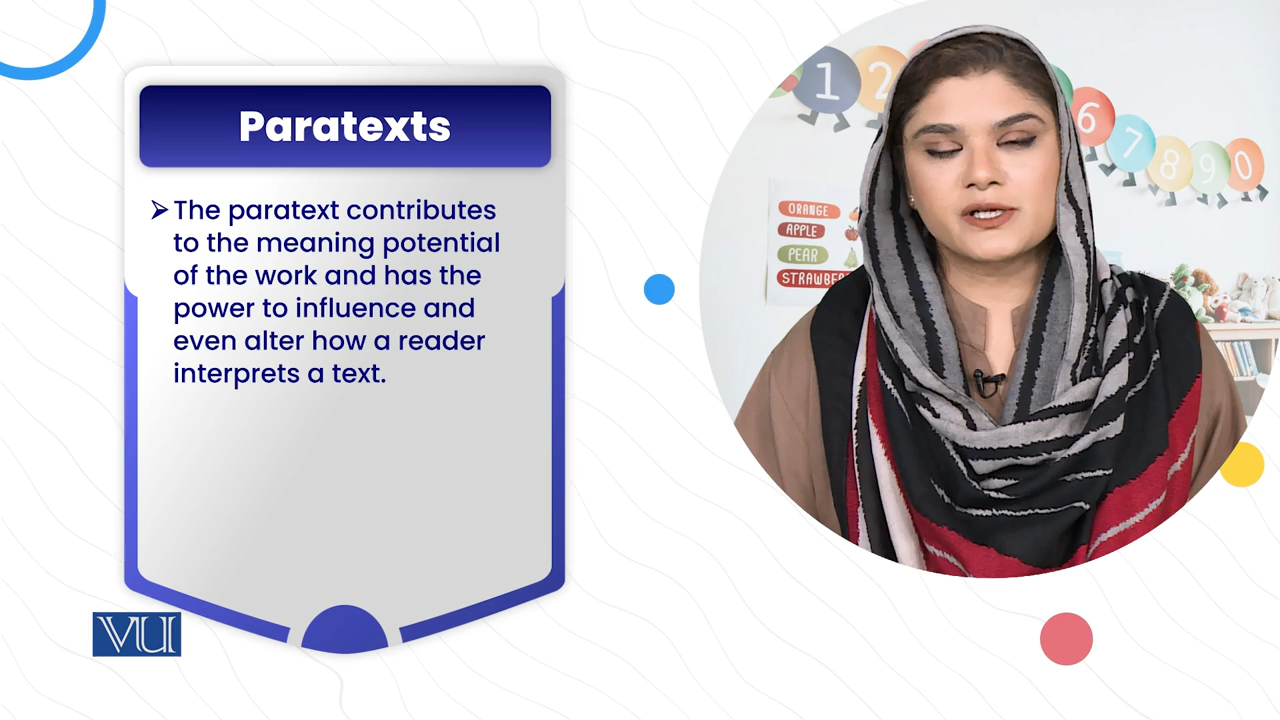 Paratexts
➢ The paratext contributes
to the meaning potential
of the work and has the
power to influence and
even alter how a reader
interprets a text.
VU
1 2
6 7 8 9 0
ORANGE
APPLE
PEAR